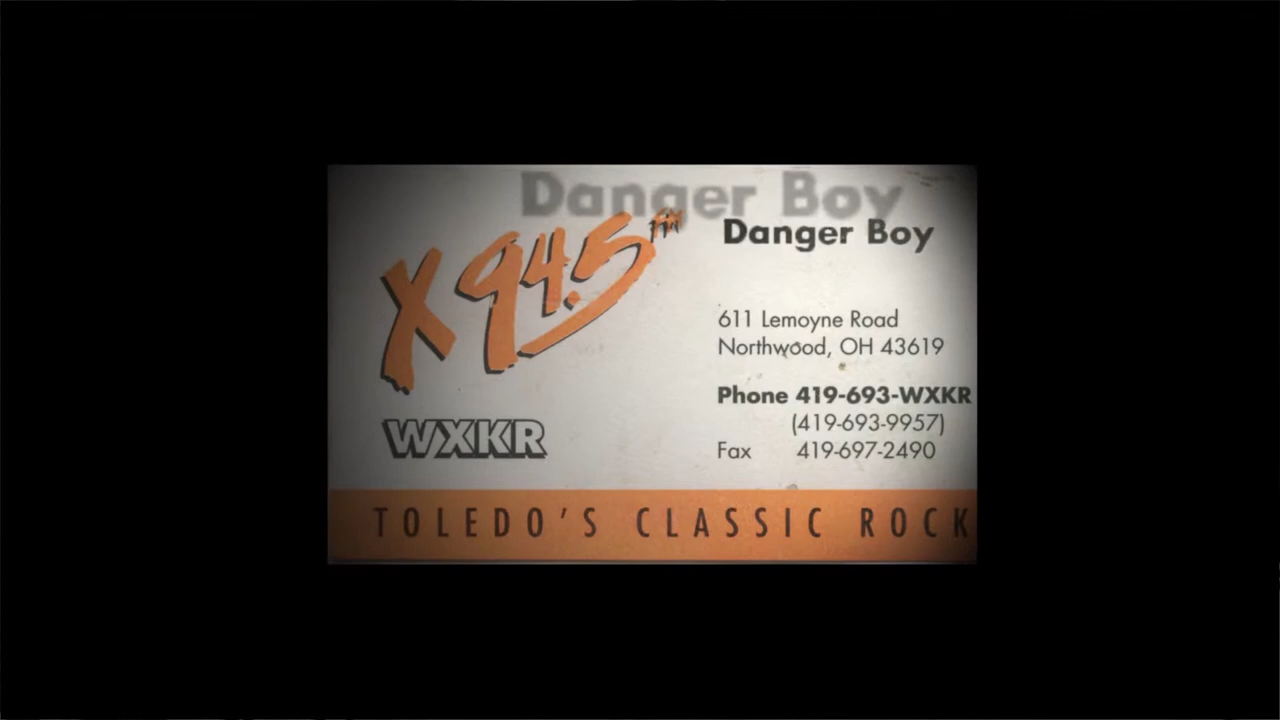 Danger Boy
X 94.5 FM
Danger Boy
611 Lemoyne Road
Northwood, OH 43619
Phone 419-693-WXKR
(419-693-9957)
Fax 419-697-2490
WXKR
TOLEDO'S CLASSIC ROCK